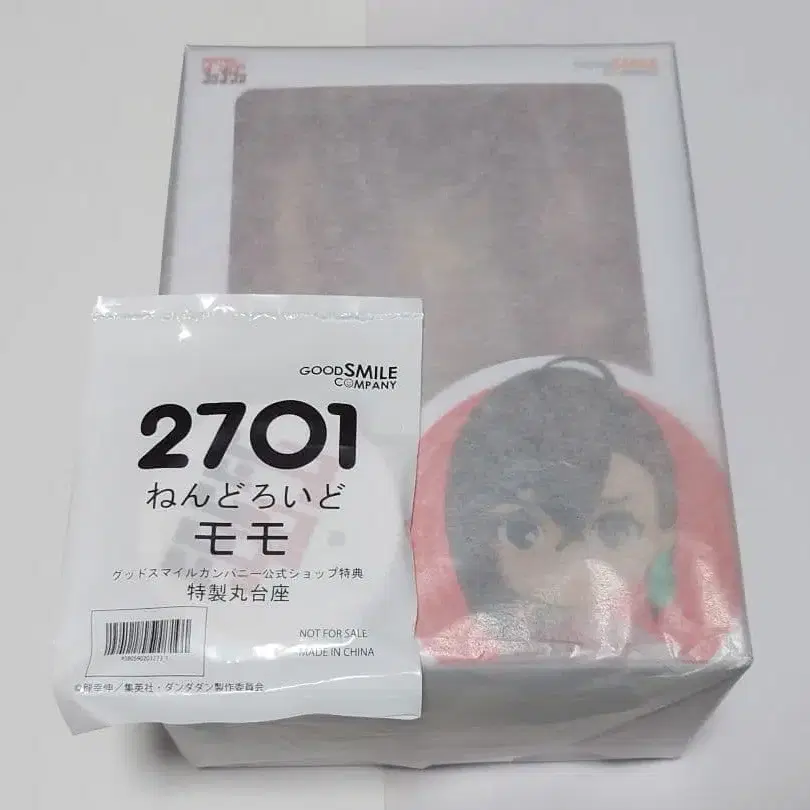 GOODSMILE
COMPANY
2701
ねんどろいど
モモ
グッドスマイルカンパニー公式ショップ特典
特製丸台座
NOT FOR SALE
MADE IN CHINA
©龍幸伸／集英社・ダンダダン製作委員会